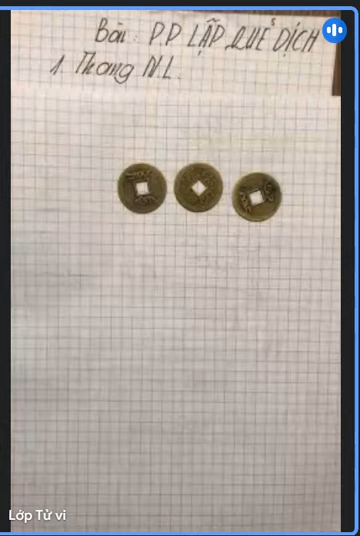 Bài: P.P LẬP QUẺ DỊCH
1. Thong N.L.
Lớp Tử vi